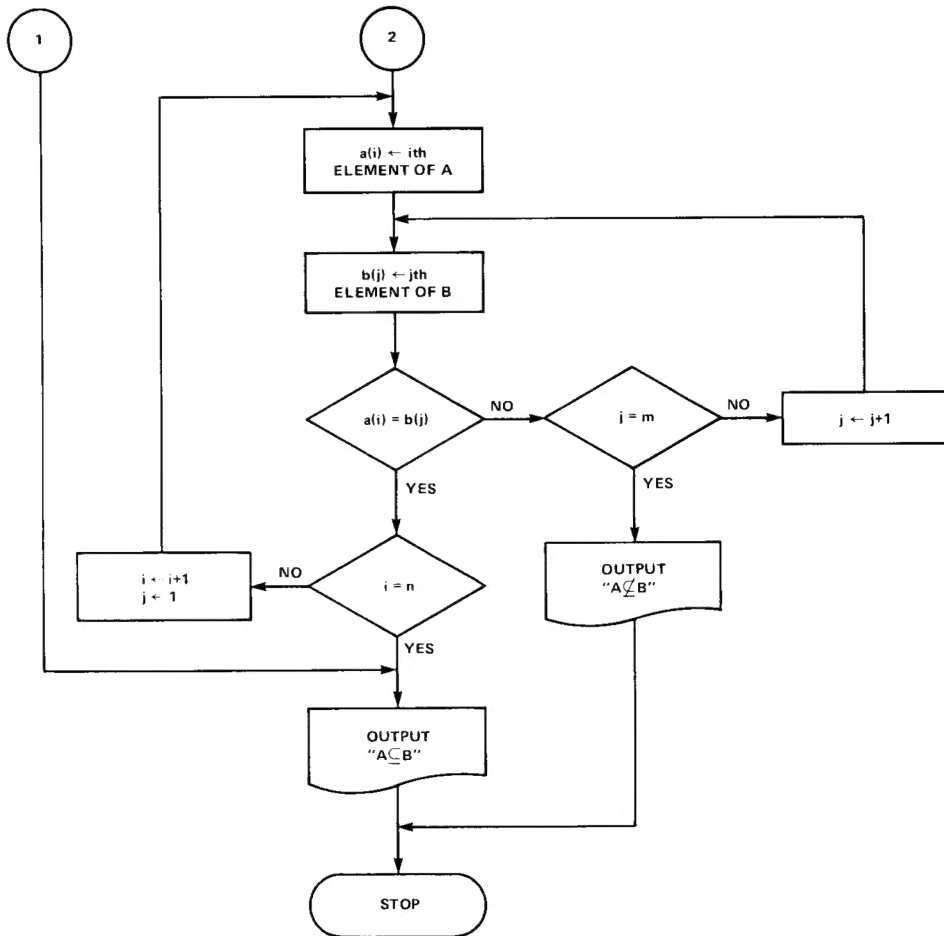 1
2
a(i) ← ith
ELEMENT OF A
b(j) ← jth
ELEMENT OF B
a(i) = b(j)
NO
j = m
NO
j ← j+1
YES
YES
i ← i+1
j ← 1
NO
i = n
OUTPUT
"A⊈B"
YES
OUTPUT
"A⊆B"
STOP